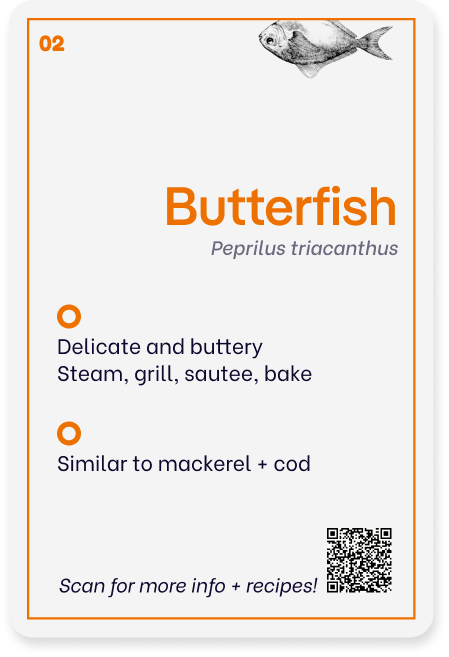 02
Butterfish
Peprilus triacanthus
Delicate and buttery
Steam, grill, sautee, bake
Similar to mackerel + cod
Scan for more info + recipes!